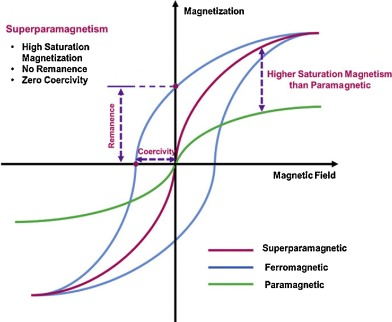 Superparamagnetism
• High Saturation
Magnetization
• No Remanence
• Zero Coercivity
Magnetization
Higher Saturation Magnetism
than Paramagnetic
Remanence
Coercivity
Magnetic Field
Superparamagnetic
Ferromagnetic
Paramagnetic